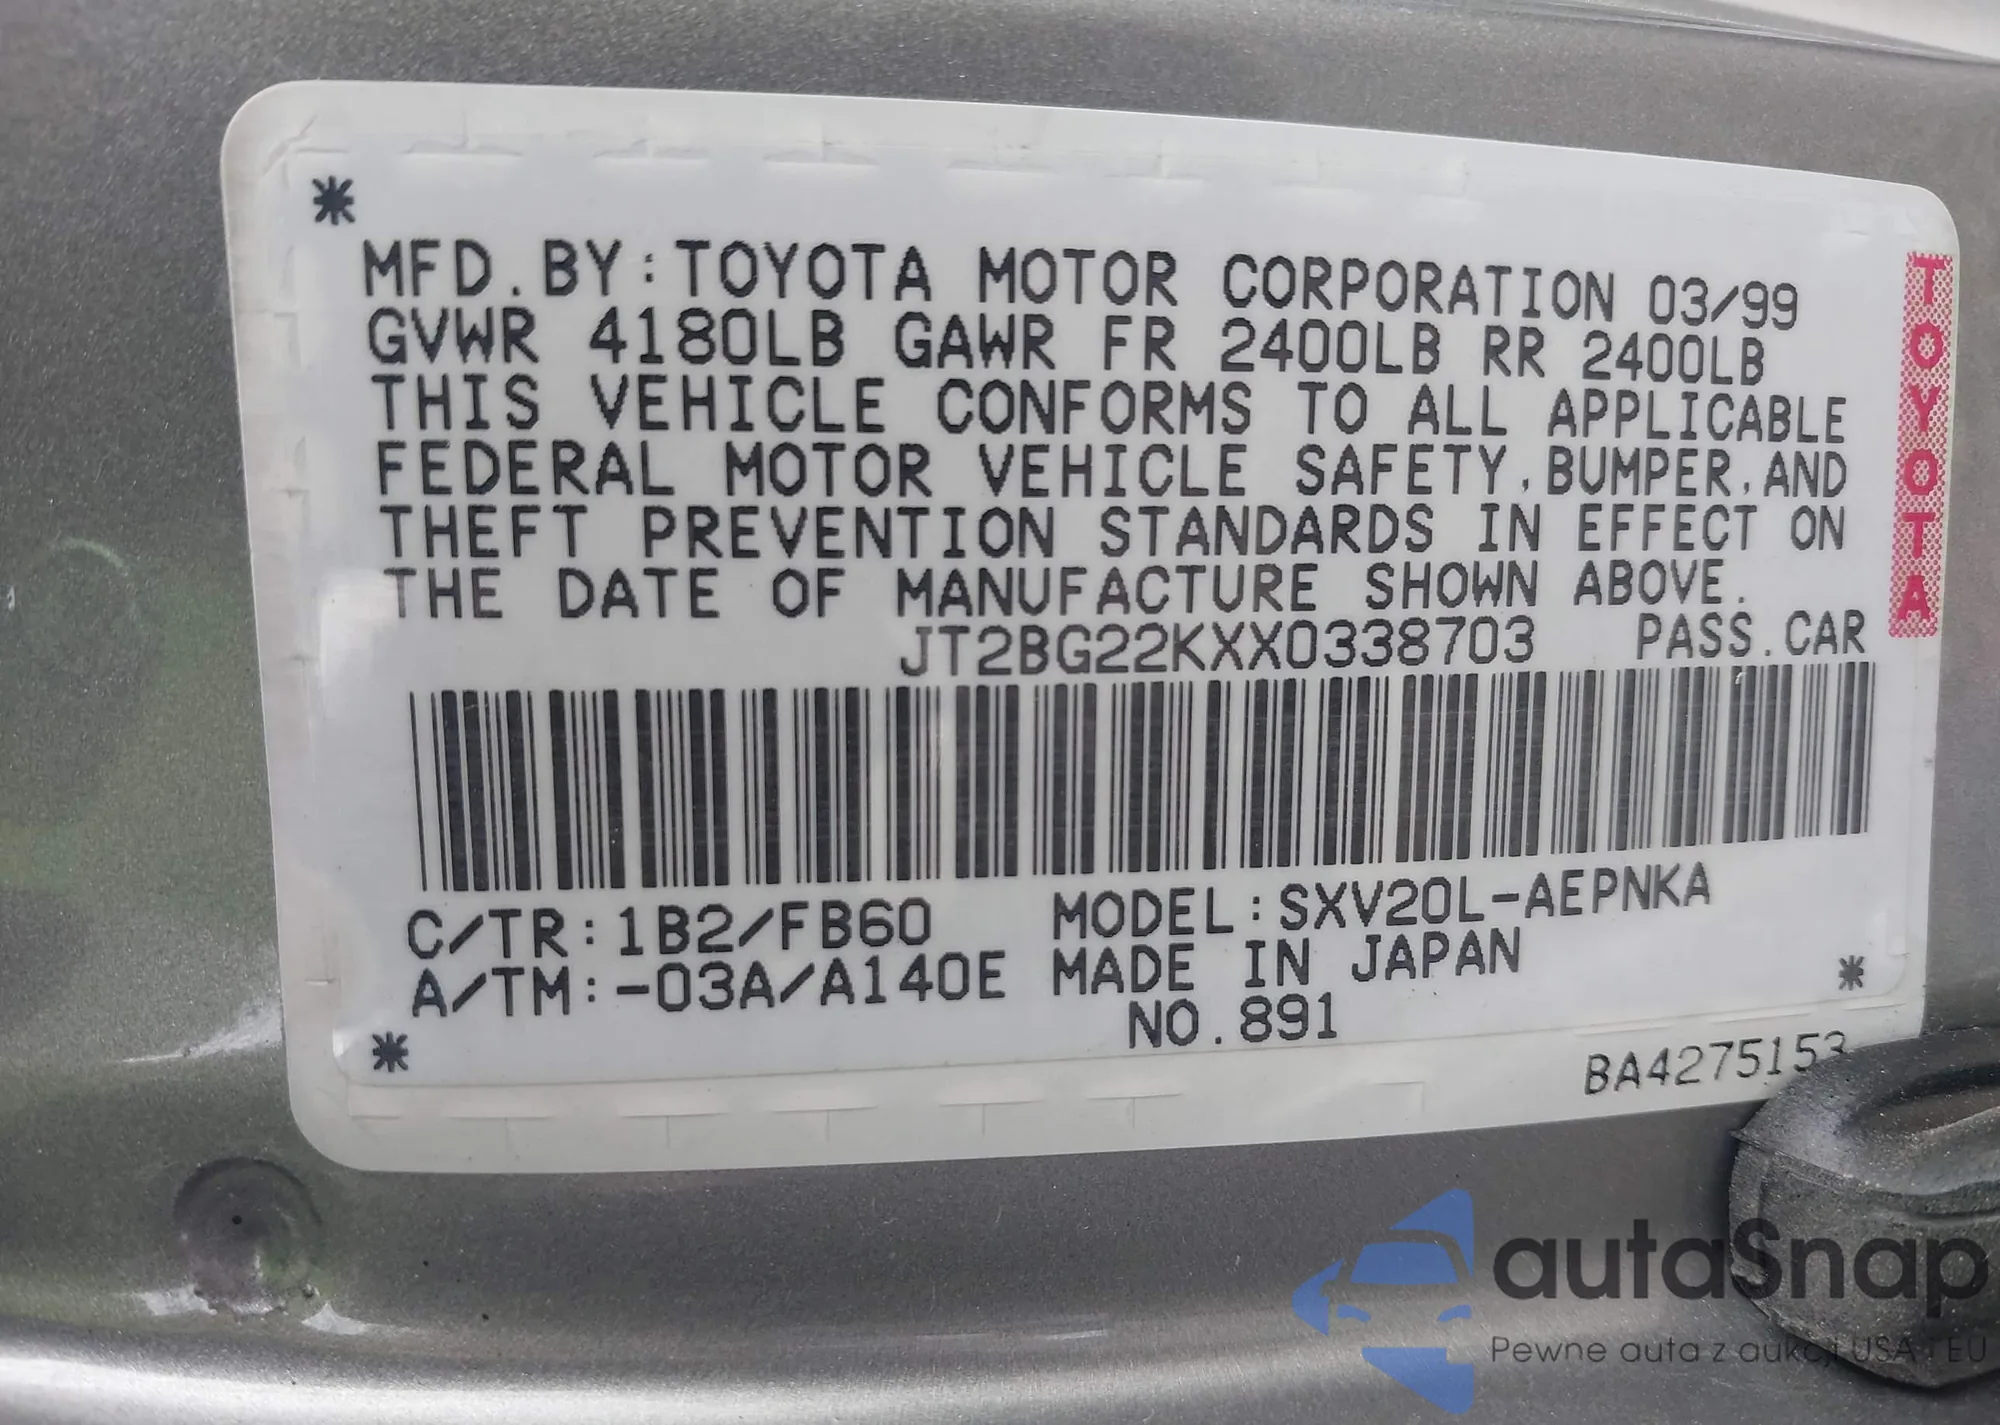 *
MFD.BY:TOYOTA MOTOR CORPORATION 03/99
GVWR 4180LB GAWR FR 2400LB RR 2400LB
THIS VEHICLE CONFORMS TO ALL APPLICABLE
FEDERAL MOTOR VEHICLE SAFETY,BUMPER,AND
THEFT PREVENTION STANDARDS IN EFFECT ON
THE DATE OF MANUFACTURE SHOWN ABOVE.
JT2BG22KXX0338703 PASS.CAR
C/TR:1B2/FB60 MODEL:SXV20L-AEPNKA
A/TM:-03A/A140E MADE IN JAPAN
*
NO.891
*
BA4275153
TOYOTA
autaSnap
Pewne auta z aukcji USA i EU